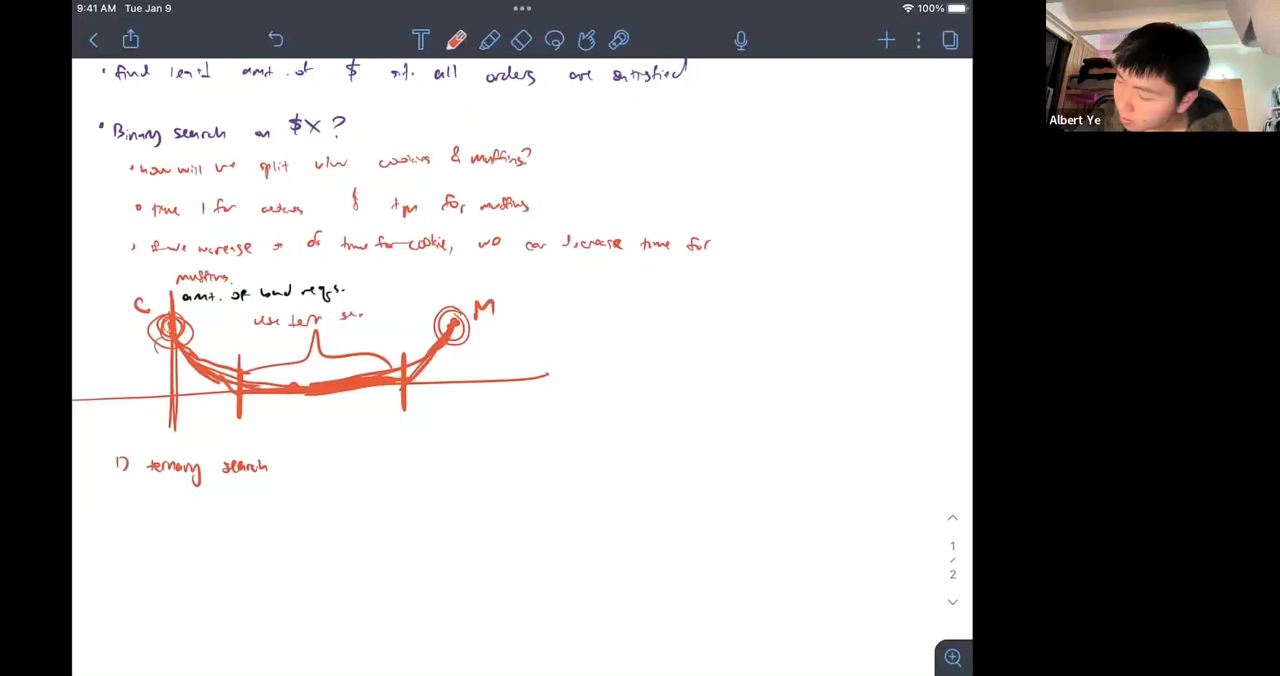 9:41 AM Tue Jan 9
100%
Albert Ye
• find least amt. of $ s.t. all orders are satisfied
• Binary search on $X?
• how will we split b/w cookies & muffins?
• time 1 for cookies & for muffins
• if we increase of time for cookie, we can decrease time for
muffins.
amt. of bad reqs.
C
M
use
1) ternary search
1
/
2